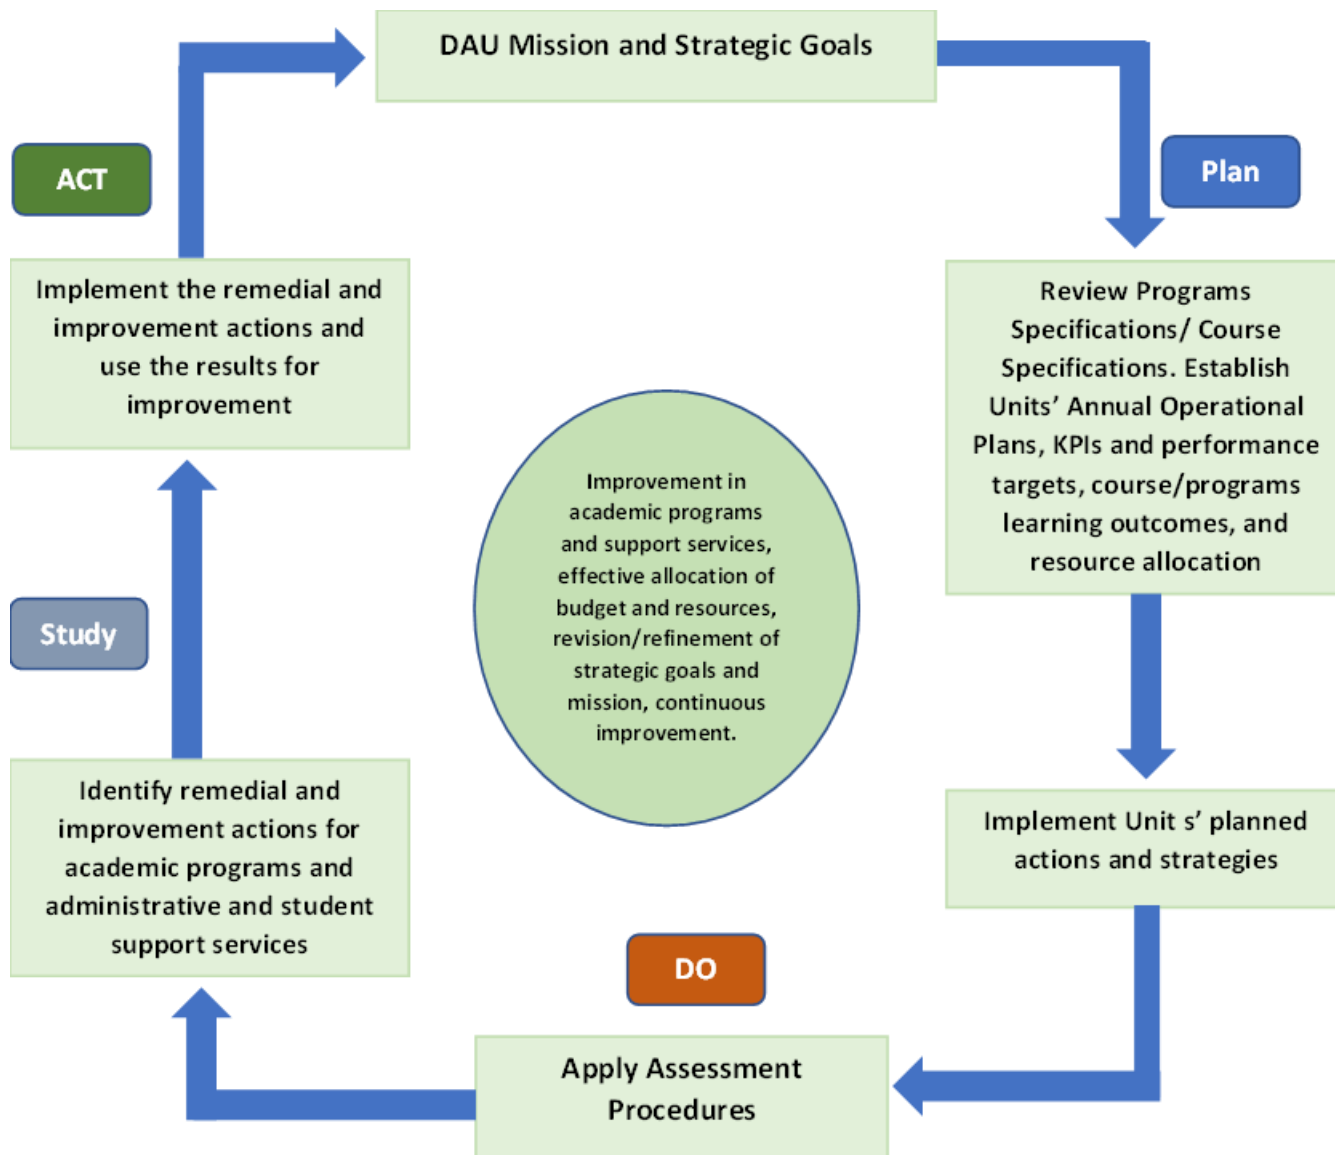 DAU Mission and Strategic Goals
ACT
Plan
Implement the remedial and
improvement actions and
use the results for
improvement
Review Programs
Specifications/ Course
Specifications. Establish
Units’ Annual Operational
Plans, KPIs and performance
targets, course/programs
learning outcomes, and
resource allocation
Improvement in
academic programs
and support services,
effective allocation of
budget and resources,
revision/refinement of
strategic goals and
mission, continuous
improvement.
Study
Identify remedial and
improvement actions for
academic programs and
administrative and student
support services
Implement Unit s’ planned
actions and strategies
DO
Apply Assessment
Procedures